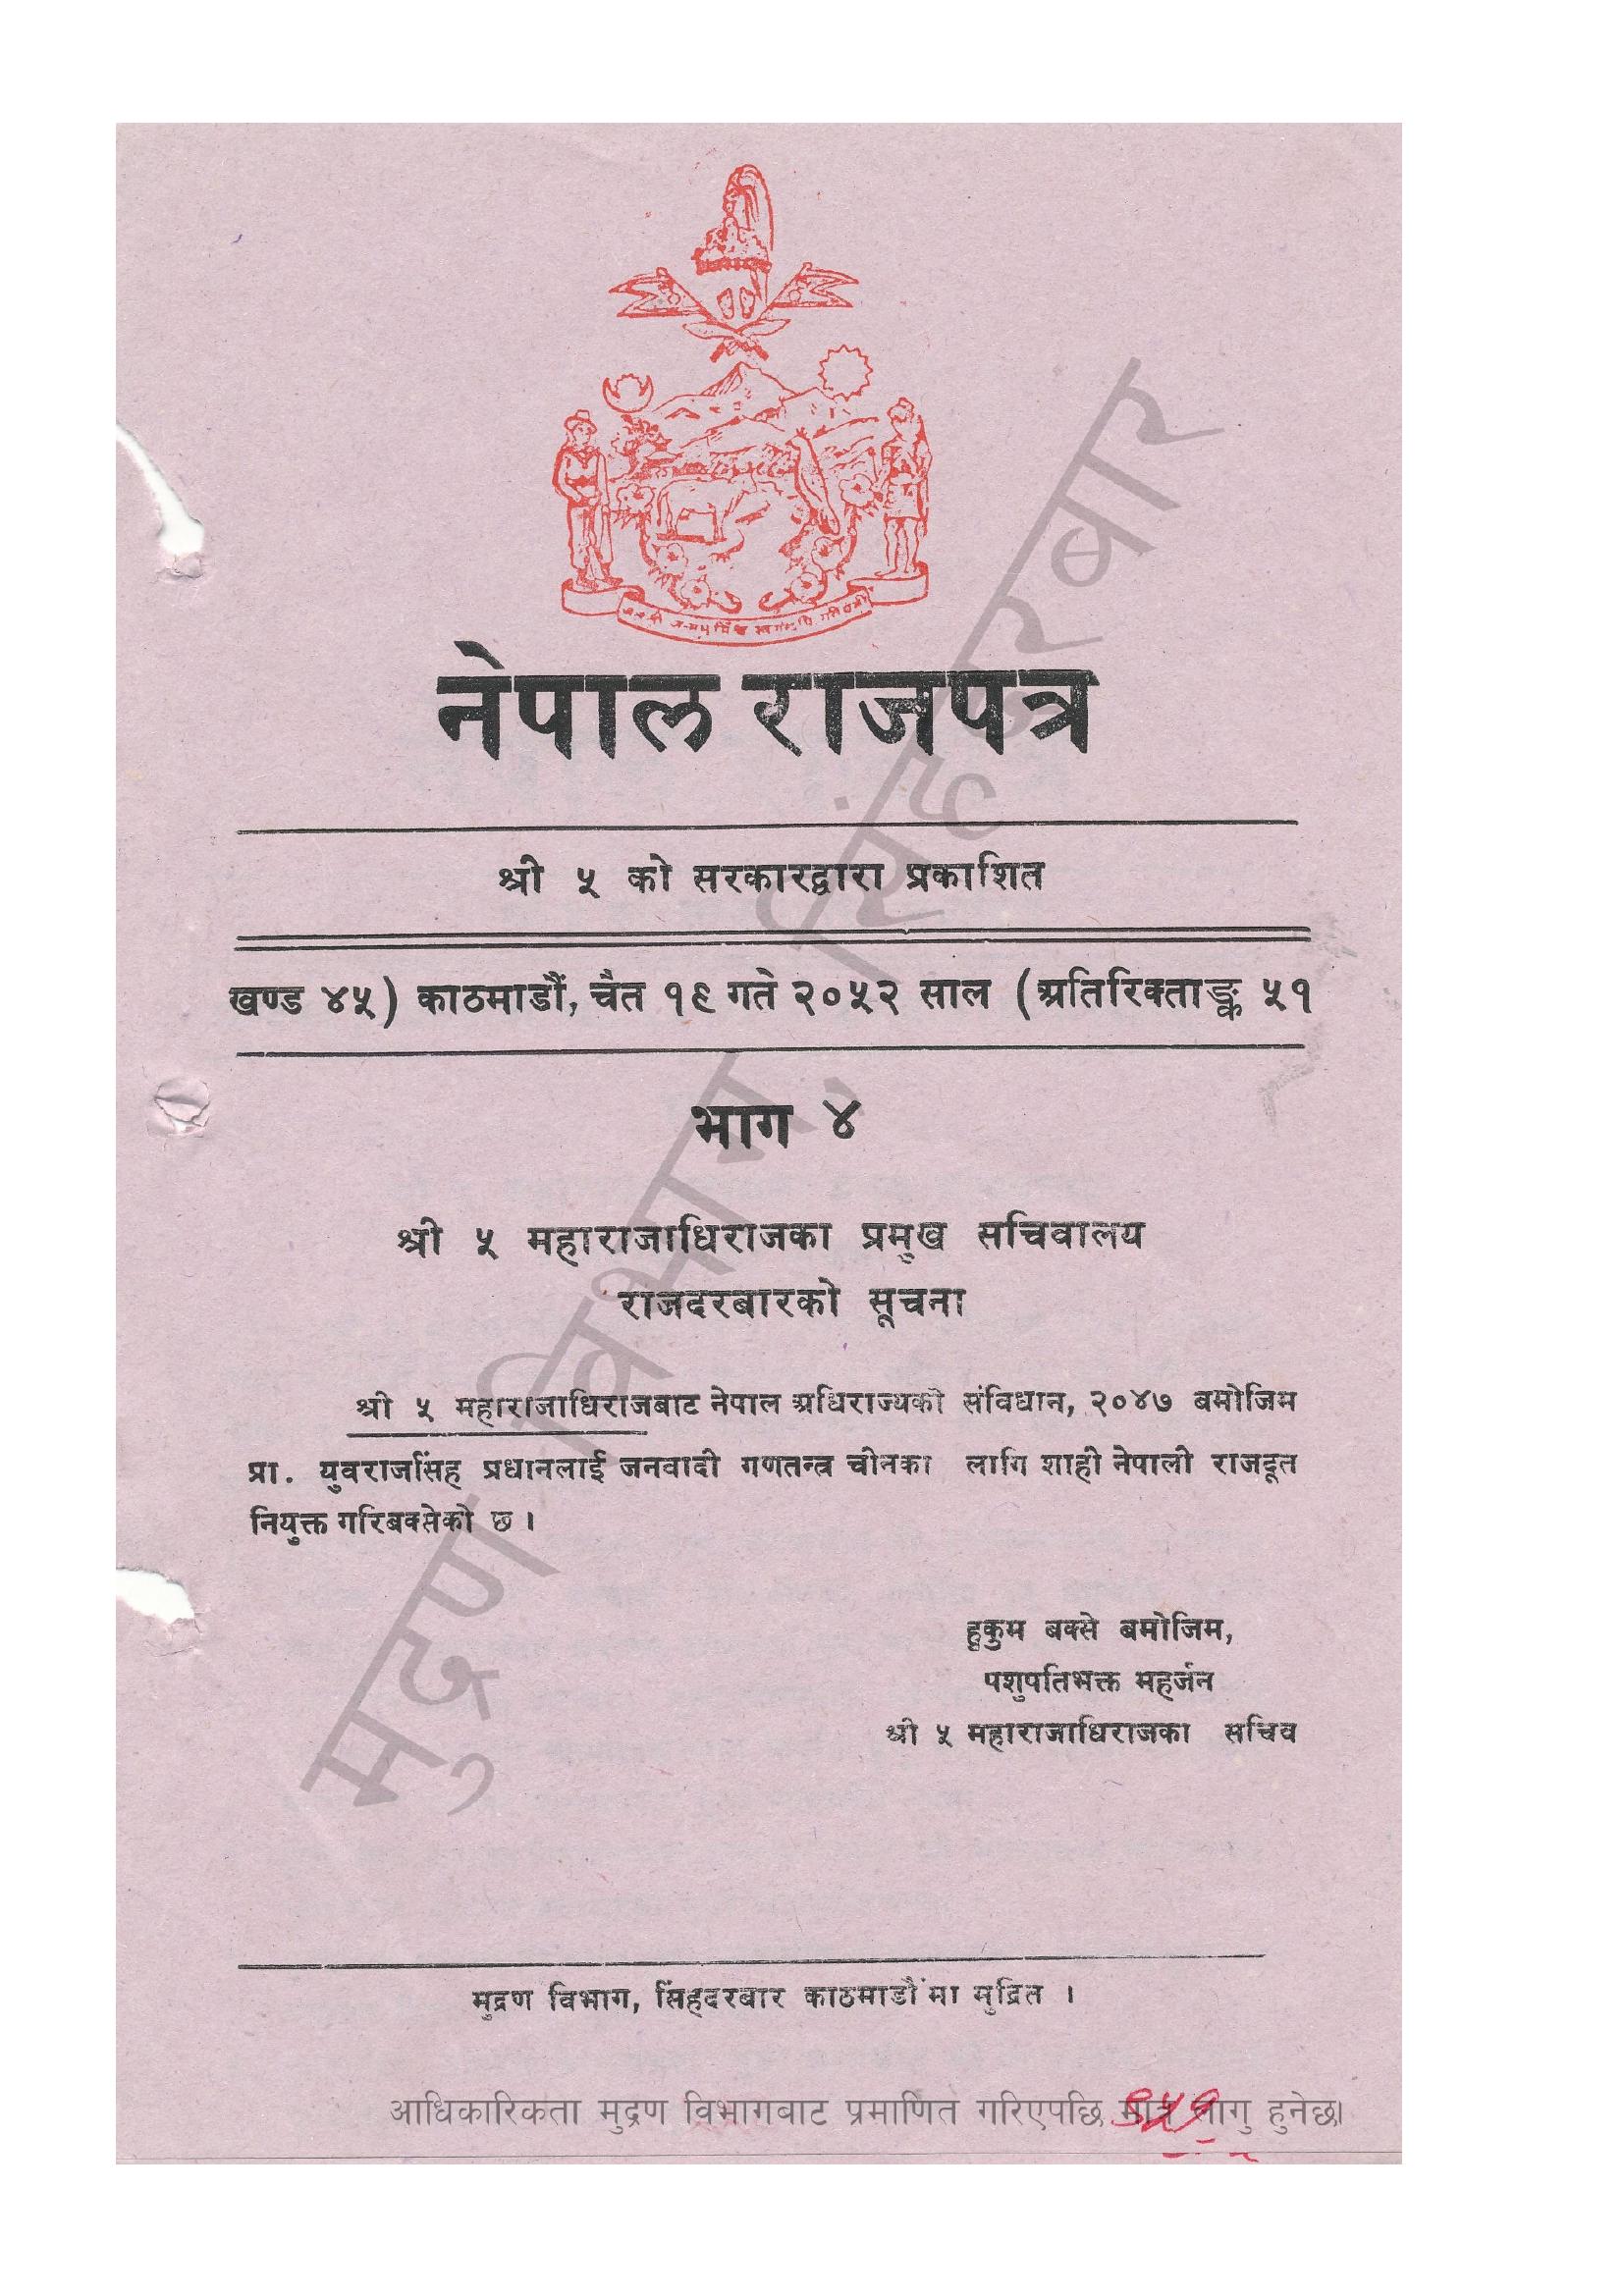 नेपाल राजपत्र
श्री ५ को सरकारद्वारा प्रकाशित
खण्ड ४५) काठमाडौं, चैत १९ गते २०५२ साल (अतिरिक्ताङ्क ५१
भाग ४
श्री ५ महाराजाधिराजका प्रमुख सचिवालय
राजदरबारको सूचना
श्री ५ महाराजाधिराजबाट नेपाल अधिराज्यको संविधान, २०४७ बमोजिम
प्रा. युवराजसिंह प्रधानलाई जनवादी गणतन्त्र चीनका लागि शाही नेपाली राजदूत
नियुक्त गरिबक्सेको छ ।
हुकुम बक्से बमोजिम,
पशुपतिभक्त महर्जन
श्री ५ महाराजाधिराजका सचिव
मुद्रण विभाग, सिंहदरबार काठमाडौंमा मुद्रित ।
आधिकारिकता मुद्रण विभागबाट प्रमाणित गरिएपछि मात्र लागु हुनेछ।
मुद्रण विभाग, सिंहदरबार